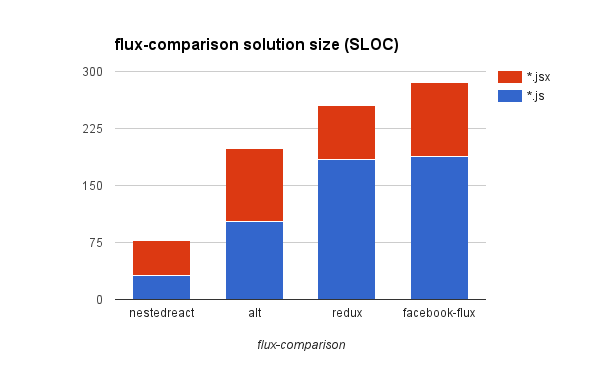 flux-comparison solution size (SLOC)
300
225
150
75
0
*.jsx
*.js
nestedreact alt redux facebook-flux
flux-comparison